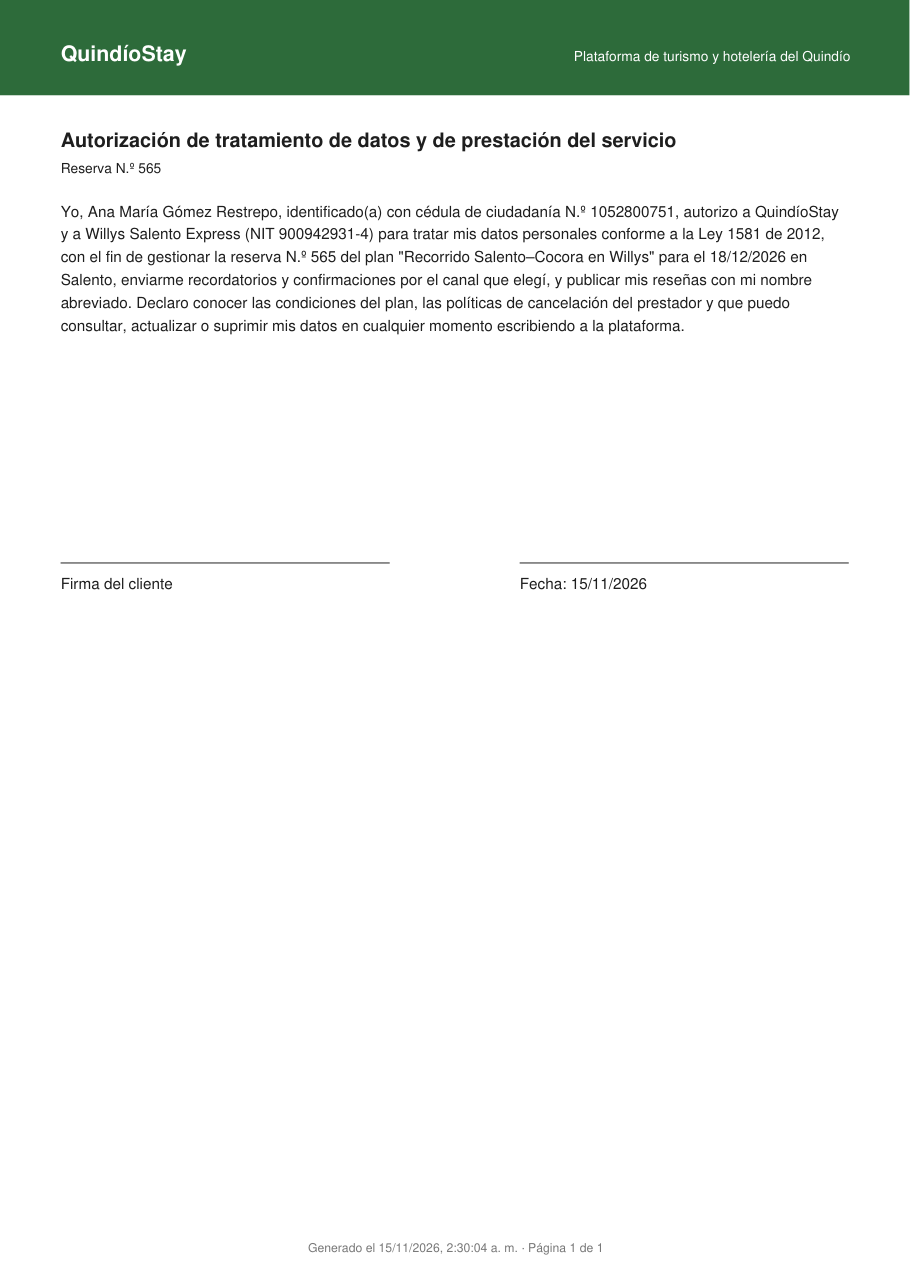 QuindíoStay
Plataforma de turismo y hotelería del Quindío
Autorización de tratamiento de datos y de prestación del servicio
Reserva N.º 565
Yo, Ana María Gómez Restrepo, identificado(a) con cédula de ciudadanía N.º 1052800751, autorizo a QuindíoStay
y a Willys Salento Express (NIT 900942931-4) para tratar mis datos personales conforme a la Ley 1581 de 2012,
con el fin de gestionar la reserva N.º 565 del plan "Recorrido Salento–Cocora en Willys" para el 18/12/2026 en
Salento, enviarme recordatorios y confirmaciones por el canal que elegí, y publicar mis reseñas con mi nombre
abreviado. Declaro conocer las condiciones del plan, las políticas de cancelación del prestador y que puedo
consultar, actualizar o suprimir mis datos en cualquier momento escribiendo a la plataforma.
Firma del cliente
Fecha: 15/11/2026
Generado el 15/11/2026, 2:30:04 a. m. · Página 1 de 1